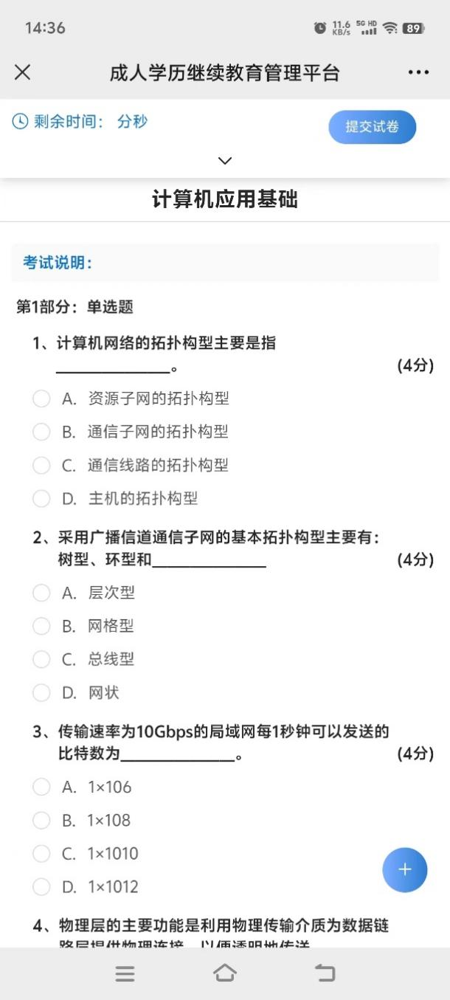 14:36
11.6 KB/s 5G HD 89
成人学历继续教育管理平台
剩余时间： 分秒
提交试卷
计算机应用基础
考试说明：
第1部分：单选题
1、计算机网络的拓扑构型主要是指
______________。 (4分)
A. 资源子网的拓扑构型
B. 通信子网的拓扑构型
C. 通信线路的拓扑构型
D. 主机的拓扑构型
2、采用广播信道通信子网的基本拓扑构型主要有：
树型、环型和______________ (4分)
A. 层次型
B. 网格型
C. 总线型
D. 网状
3、传输速率为10Gbps的局域网每1秒钟可以发送的
比特数为______________。 (4分)
A. 1×106
B. 1×108
C. 1×1010
D. 1×1012
4、物理层的主要功能是利用物理传输介质为数据链
路层提供物理连接，以便透明地传送